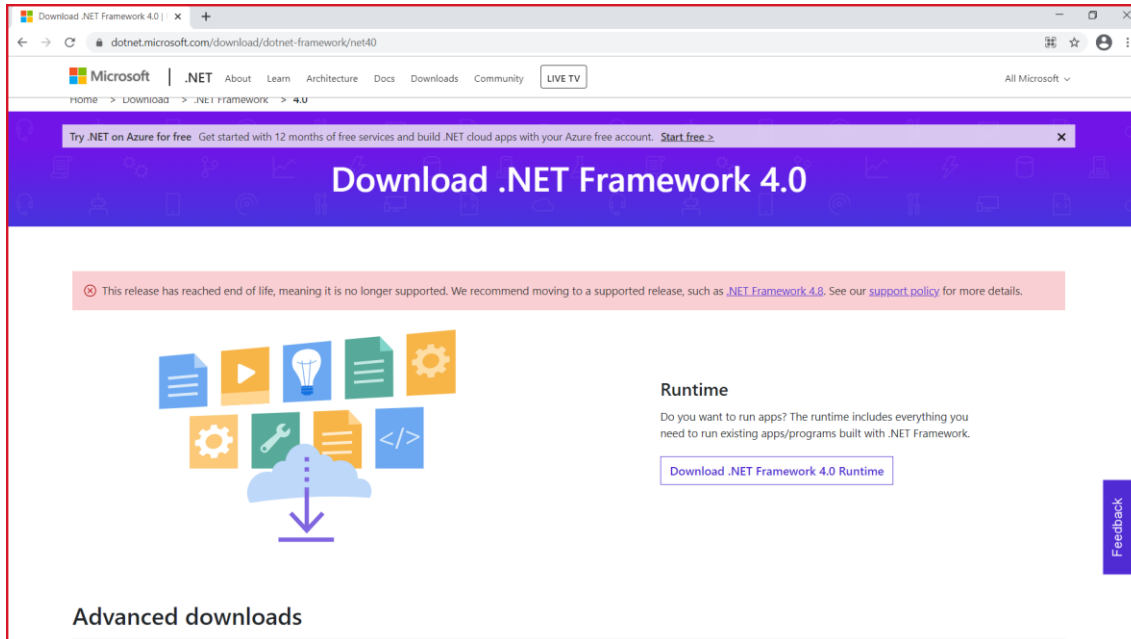 Download .NET Framework 4.0 |
dotnet.microsoft.com/download/dotnet-framework/net40
Microsoft | .NET About Learn Architecture Docs Downloads Community LIVE TV All Microsoft
Home > Download > .NET Framework > 4.0
Try .NET on Azure for free Get started with 12 months of free services and build .NET cloud apps with your Azure free account. Start free >
Download .NET Framework 4.0
This release has reached end of life, meaning it is no longer supported. We recommend moving to a supported release, such as .NET Framework 4.8. See our support policy for more details.
</>
Runtime
Do you want to run apps? The runtime includes everything you
need to run existing apps/programs built with .NET Framework.
Download .NET Framework 4.0 Runtime
Feedback
Advanced downloads